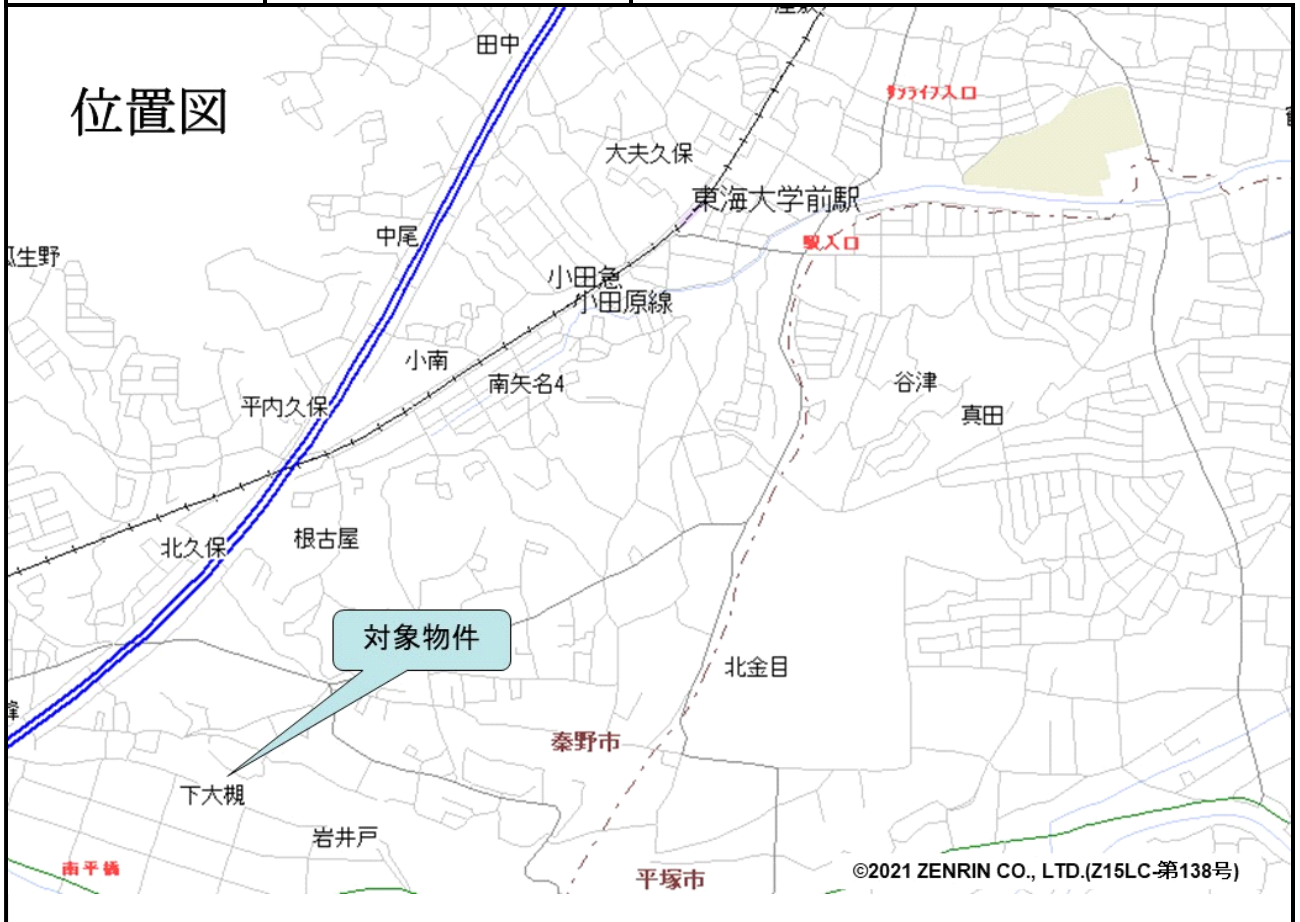 田中
サンライフ入口
位置図
大夫久保
東海大学前駅
中尾
駅入口
瓜生野
小田急
小田原線
小南
南矢名4
谷津
平内久保
真田
根古屋
北久保
対象物件
北金目
秦野市
下大槻
岩井戸
南平橋
平塚市
©2021 ZENRIN CO., LTD.(Z15LC-第138号)